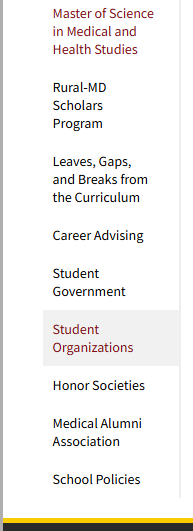 Master of Science
in Medical and
Health Studies
Rural-MD
Scholars
Program
Leaves, Gaps,
and Breaks from
the Curriculum
Career Advising
Student
Government
Student
Organizations
Honor Societies
Medical Alumni
Association
School Policies